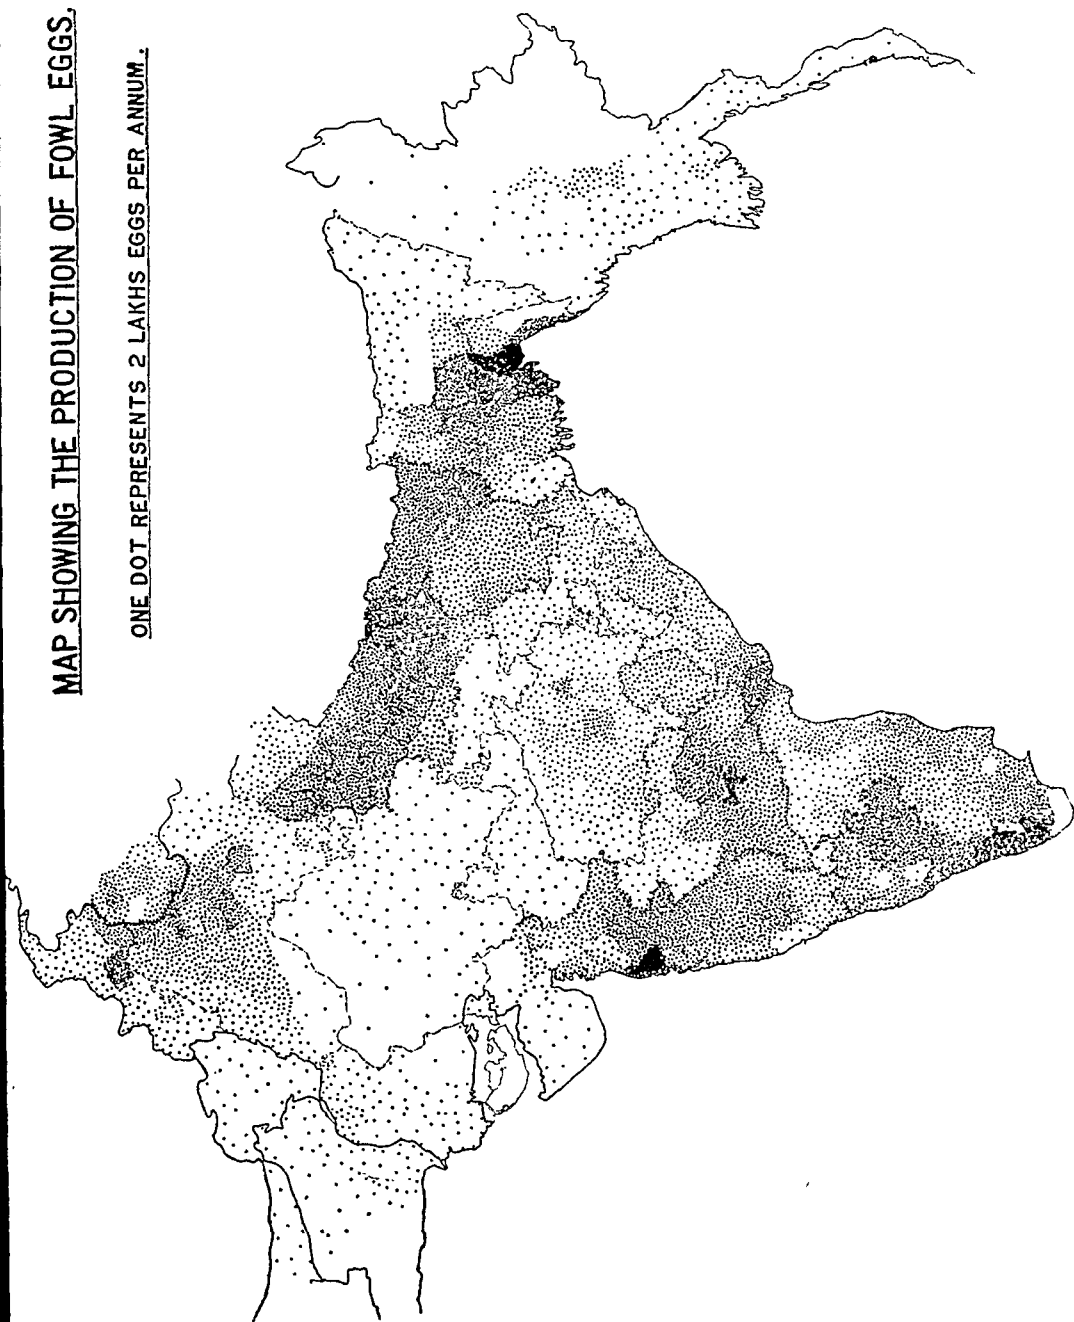 MAP SHOWING THE PRODUCTION OF FOWL EGGS.
ONE DOT REPRESENTS 2 LAKHS EGGS PER ANNUM.